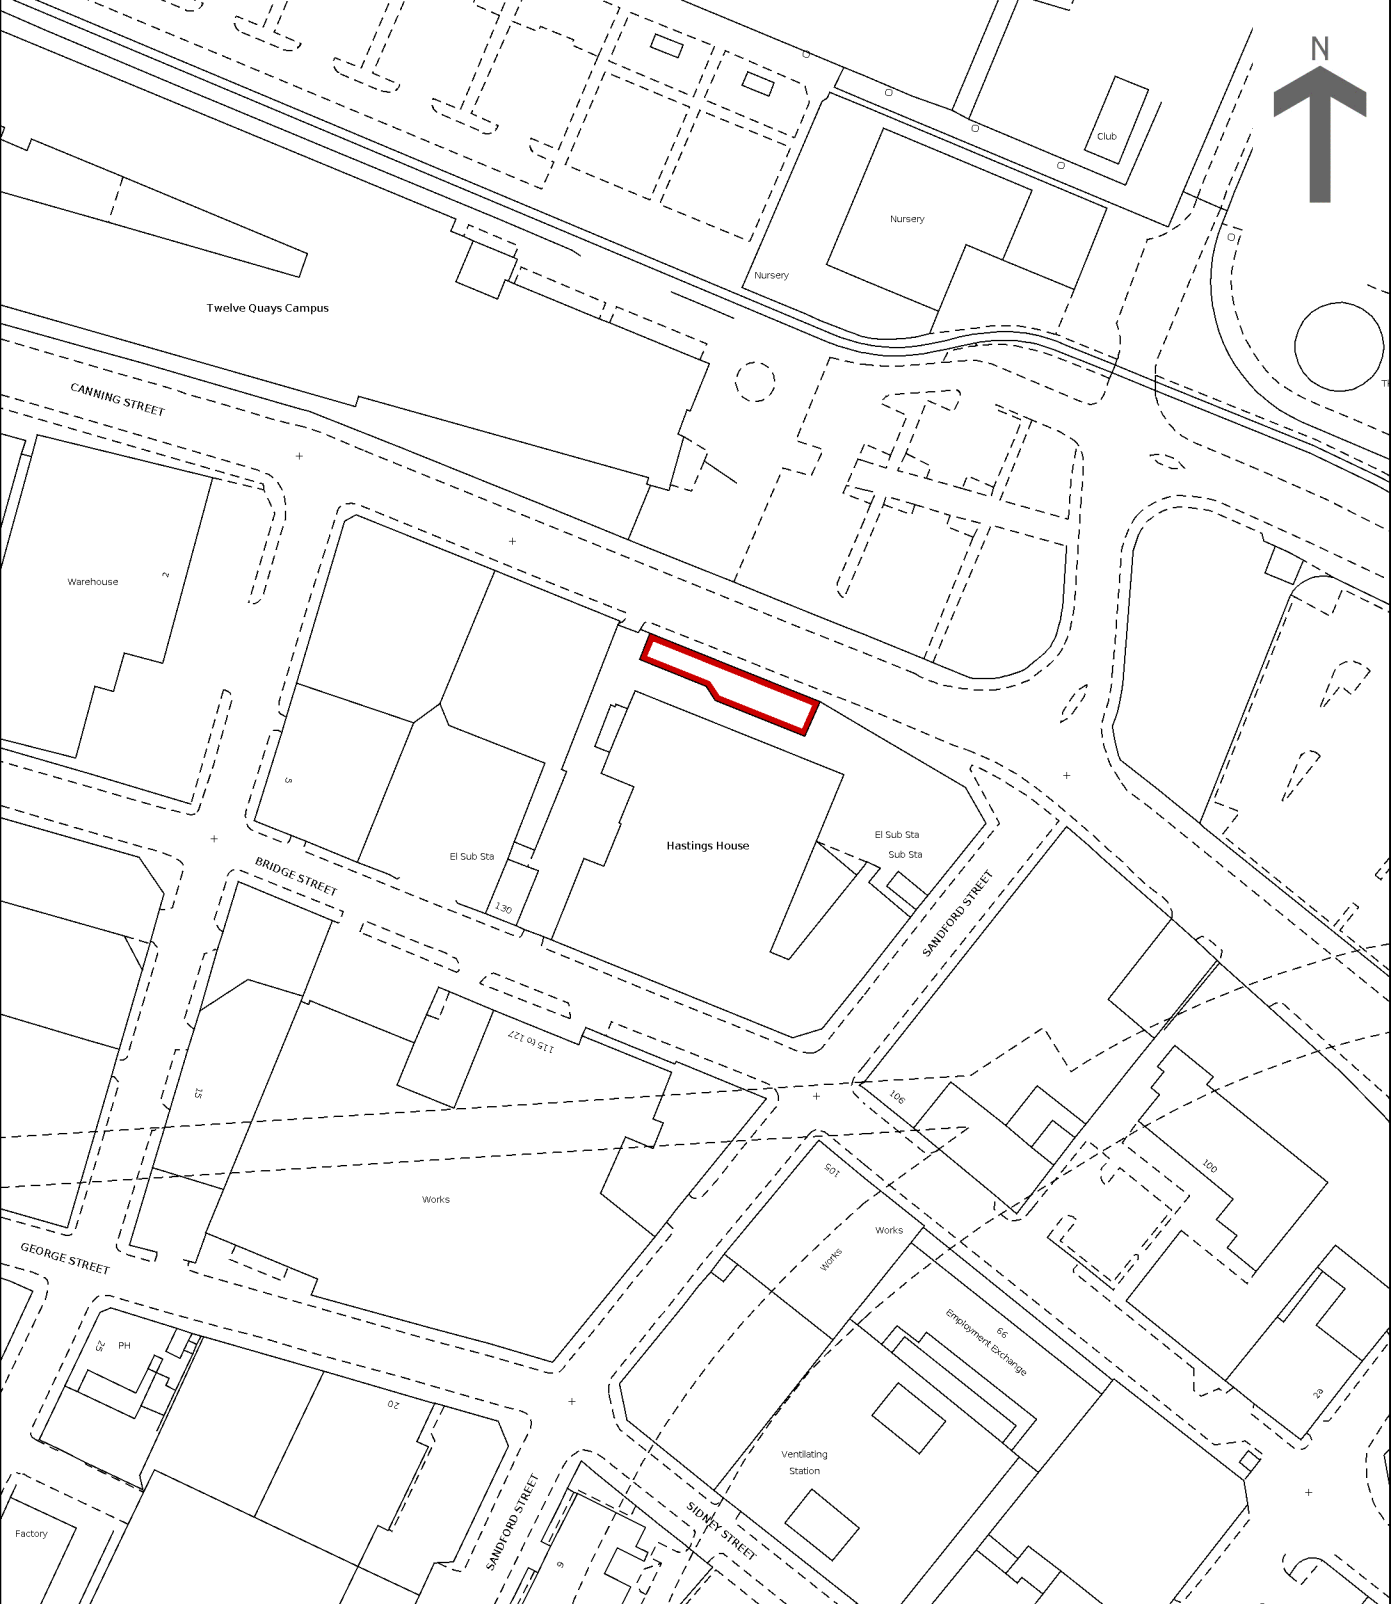 N
Club
Nursery
Nursery
Twelve Quays Campus
CANNING STREET
Warehouse
2
5
El Sub Sta
Sub Sta
Hastings House
El Sub Sta
BRIDGE STREET
130
SANDFORD STREET
115 to 127
15
106
105
100
Works
Works
Works
GEORGE STREET
99
Employment Exchange
PH
25
20
2a
Ventilating
Station
SANDFORD STREET
SIDNEY STREET
Factory
9